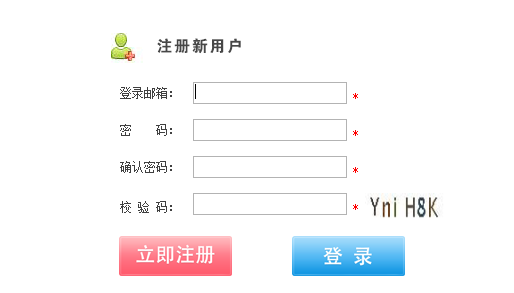 注册新用户
登录邮箱： *
密 码： *
确认密码： *
校 验 码： * Yni H8K
立即注册 登 录